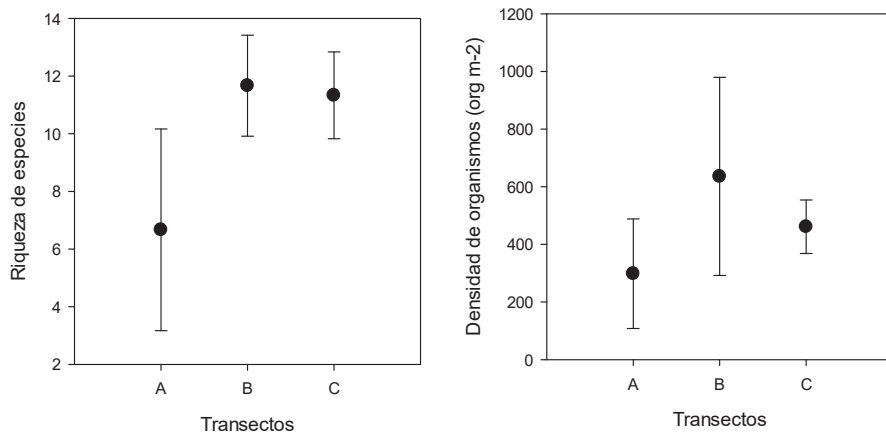 Riqueza de especies
14
12
10
8
6
4
2
A B C
Transectos
Densidad de organismos (org m-2)
1200
1000
800
600
400
200
0
A B C
Transectos